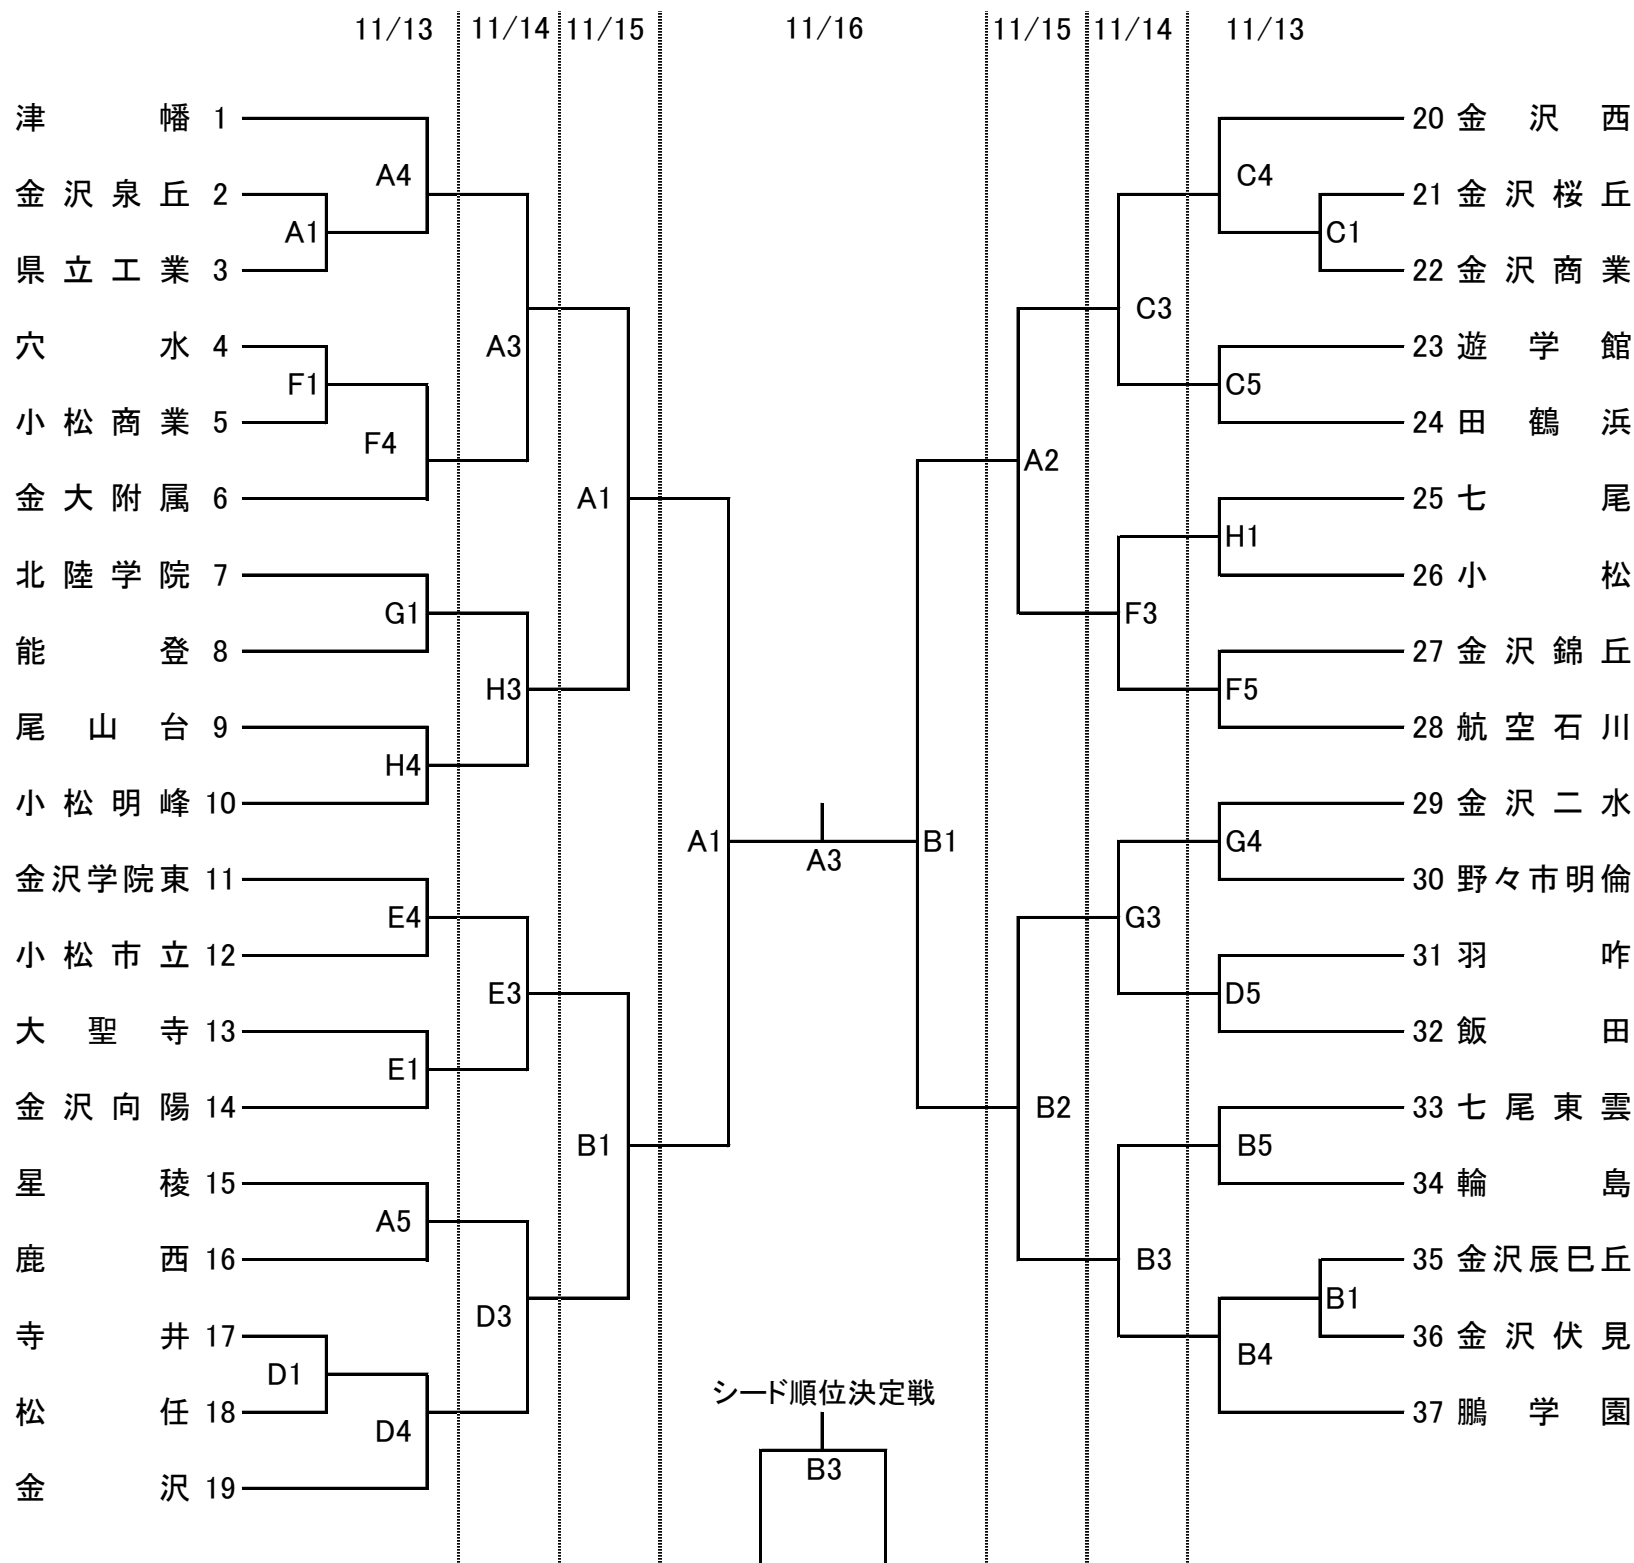 11/13 11/14 11/15 11/16 11/15 11/14 11/13
津幡 1 20 金沢西
A4 C4
金沢泉丘 2 21 金沢桜丘
A1 C1
県立工業 3 22 金沢商業
C3
穴水 4 A3 23 遊学館
F1 C5
小松商業 5 24 田鶴浜
F4 A2
金大附属 6 A1 25 七尾
H1
北陸学院 7 26 小松
G1 F3
能登 8 27 金沢錦丘
H3 F5
尾山台 9 28 航空石川
H4
小松明峰 10 29 金沢二水
A1 B1 G4
A3
金沢学院東 11 30 野々市明倫
E4 G3
小松市立 12 31 羽咋
E3 D5
大聖寺 13 32 飯田
E1
金沢向陽 14 B2 33 七尾東雲
B1 B5
星稜 15 34 輪島
A5
鹿西 16 B3 35 金沢辰巳丘
B1
D3
寺井 17 36 金沢伏見
B4
D1
シード順位決定戦
松任 18 37 鵬学園
D4
B3
金沢 19